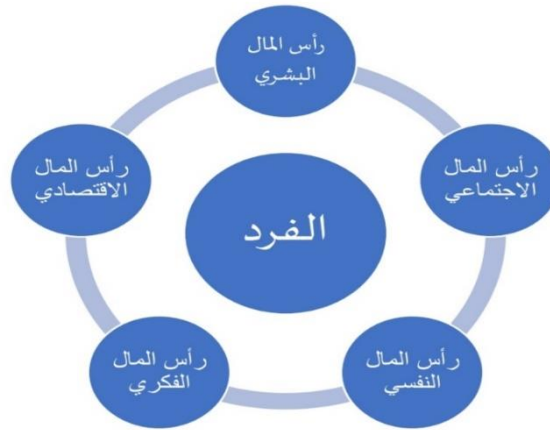 رأس المال
البشري
رأس المال
الاجتماعي
رأس المال
النفسي
رأس المال
الفكري
رأس المال
الاقتصادي
الفرد